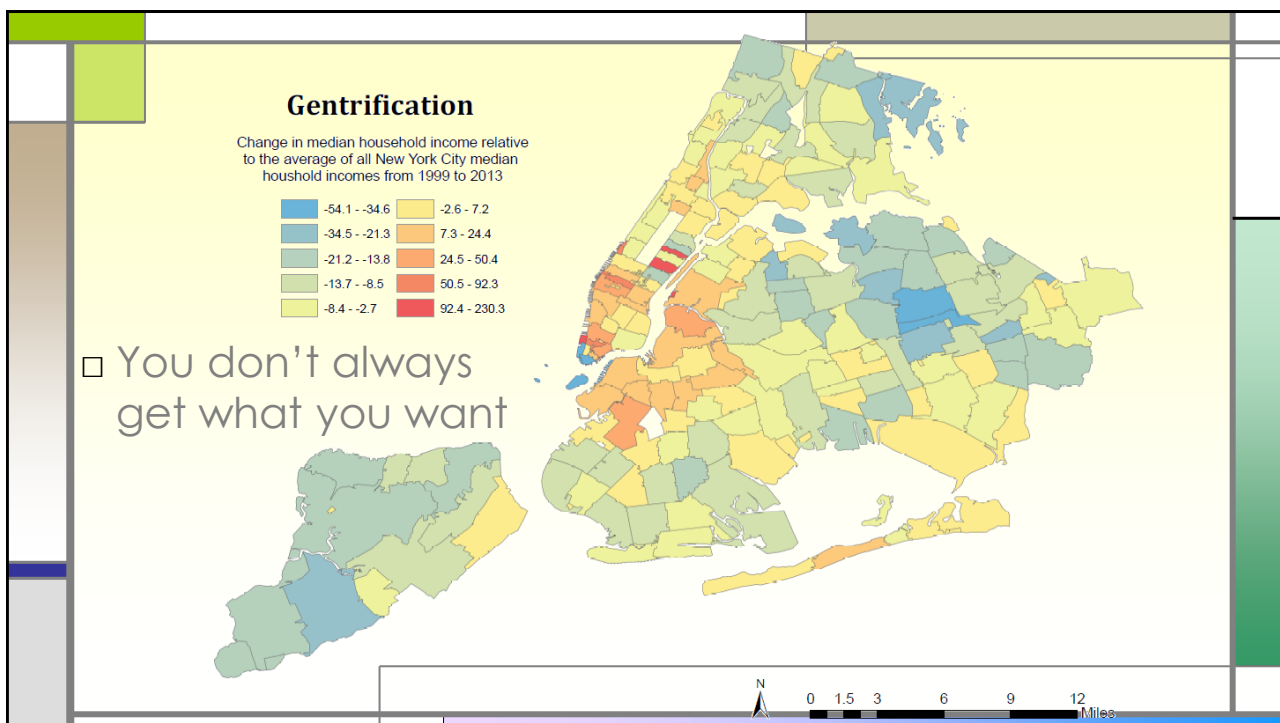 Gentrification
Change in median household income relative
to the average of all New York City median
houshold incomes from 1999 to 2013
-54.1 - -34.6
-34.5 - -21.3
-21.2 - -13.8
-13.7 - -8.5
-8.4 - -2.7
-2.6 - 7.2
7.3 - 24.4
24.5 - 50.4
50.5 - 92.3
92.4 - 230.3
You don’t always
get what you want
N
0 1.5 3 6 9 12
Miles